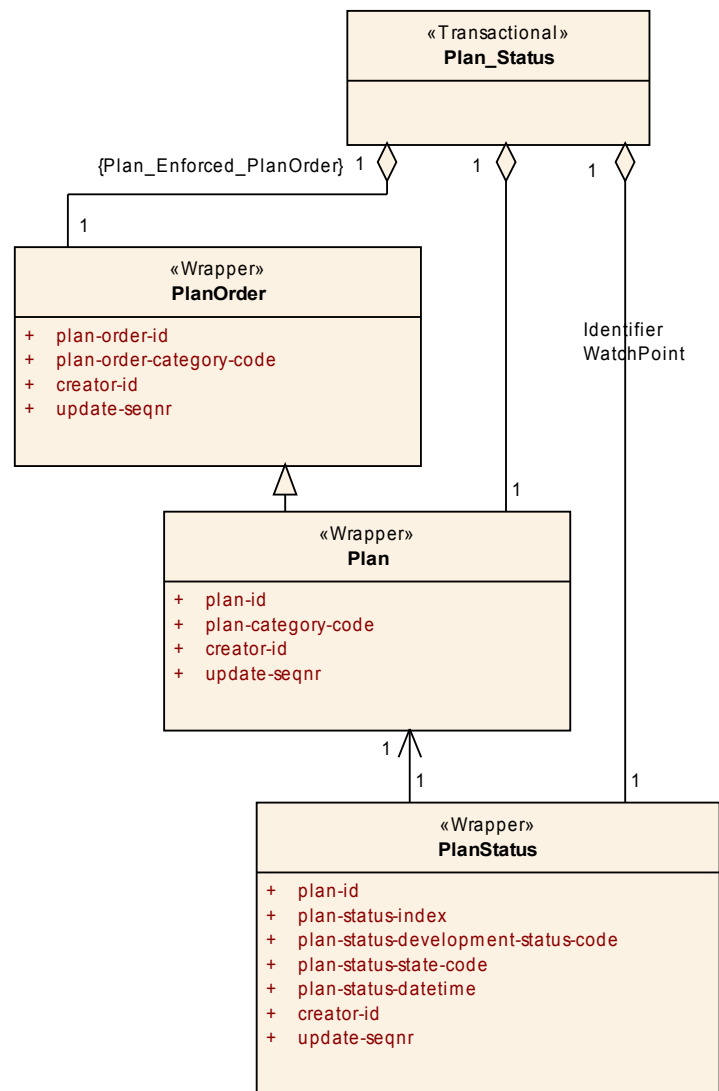 «Transactional»
Plan_Status
{Plan_Enforced_PlanOrder} 1
1
1
1
«Wrapper»
PlanOrder
+ plan-order-id
+ plan-order-category-code
+ creator-id
+ update-seqnr
Identifier
WatchPoint
1
«Wrapper»
Plan
+ plan-id
+ plan-category-code
+ creator-id
+ update-seqnr
1
1
1
«Wrapper»
PlanStatus
+ plan-id
+ plan-status-index
+ plan-status-development-status-code
+ plan-status-state-code
+ plan-status-datetime
+ creator-id
+ update-seqnr